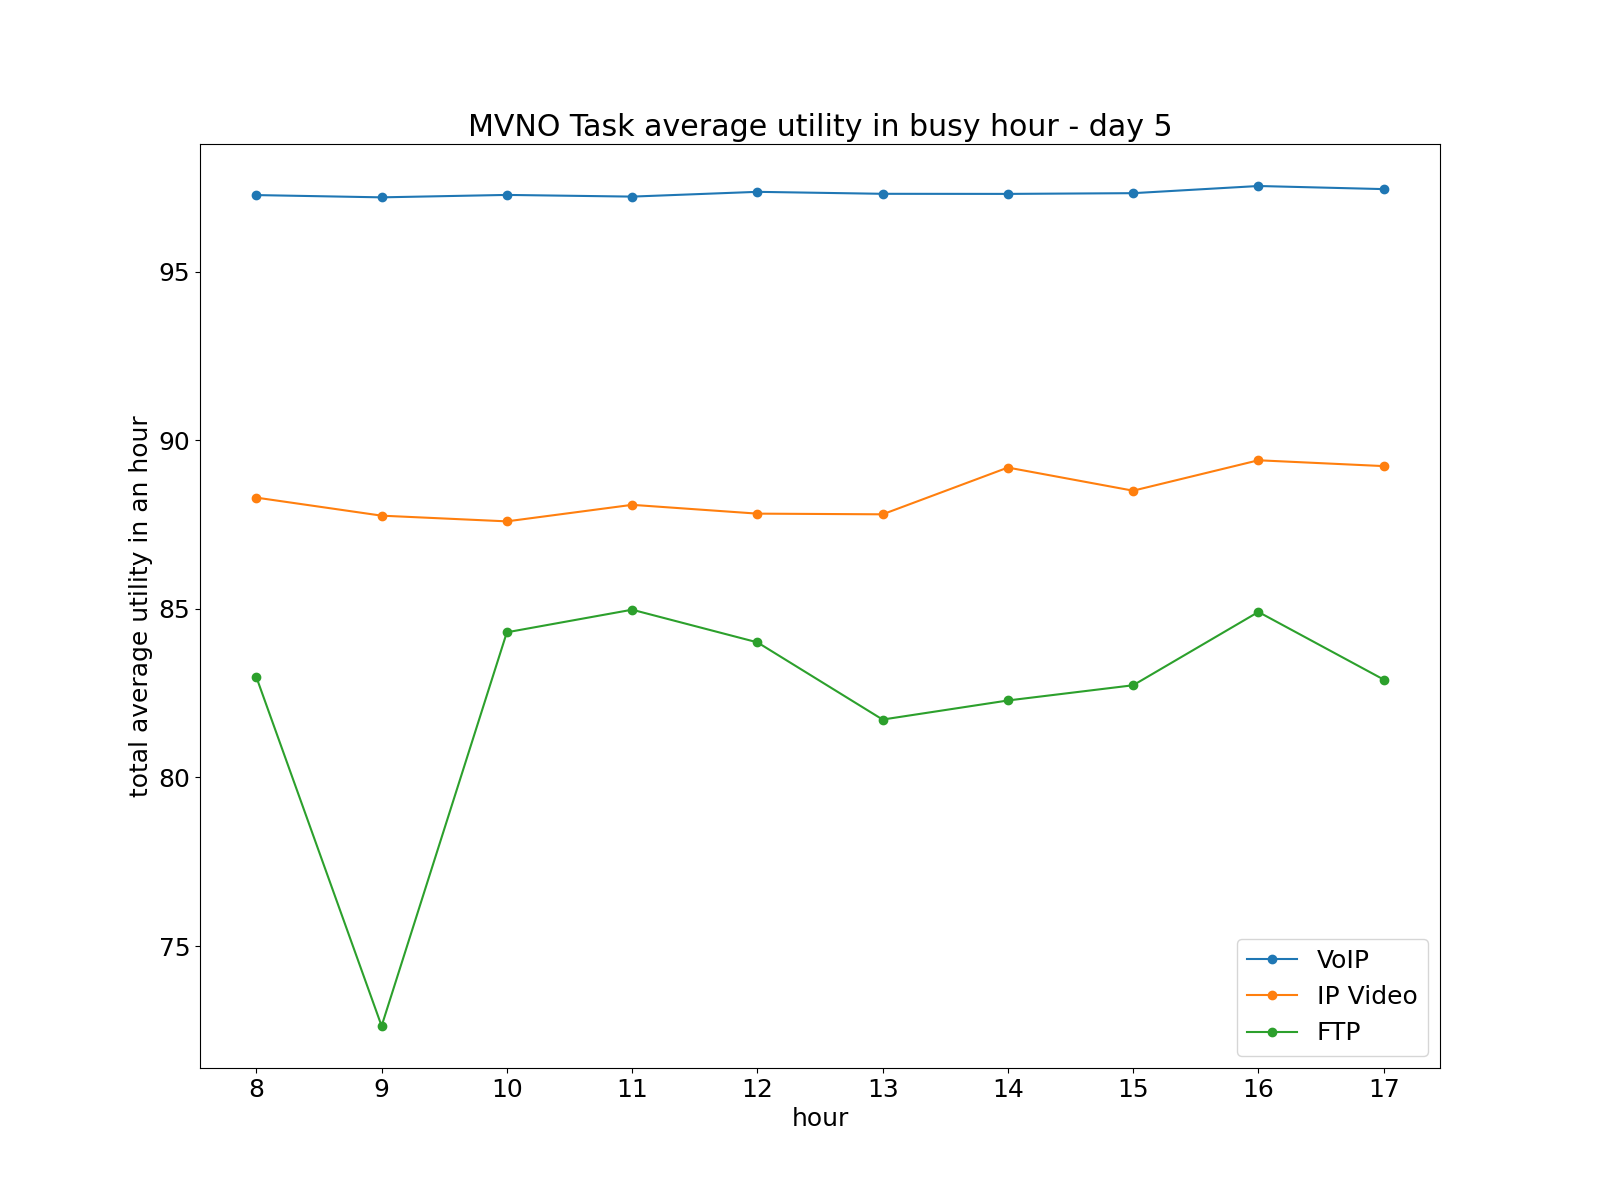 MVNO Task average utility in busy hour - day 5
total average utility in an hour
95
90
85
80
75
VoIP
IP Video
FTP
8 9 10 11 12 13 14 15 16 17
hour